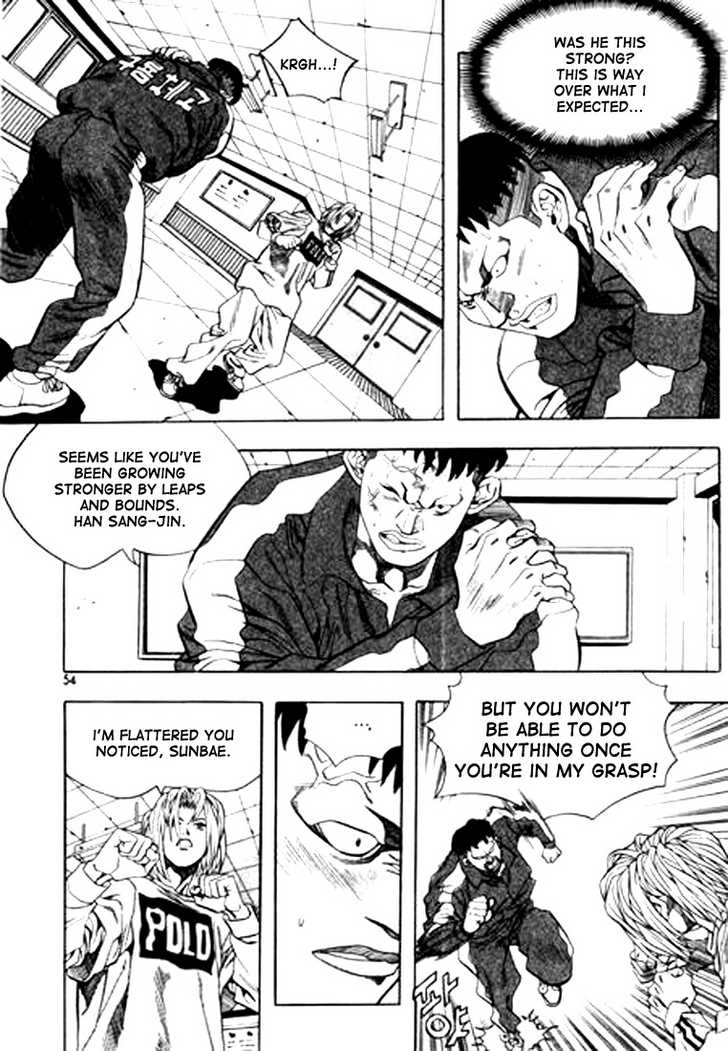 KRGH...!
WAS HE THIS
STRONG?
THIS IS WAY
OVER WHAT I
EXPECTED...
SEEMS LIKE YOU'VE
BEEN GROWING
STRONGER BY LEAPS
AND BOUNDS.
HAN SANG-JIN.
54
I'M FLATTERED YOU
NOTICED, SUNBAE.
POLO
...
BUT YOU WON'T
BE ABLE TO DO
ANYTHING ONCE
YOU'RE IN MY GRASP!